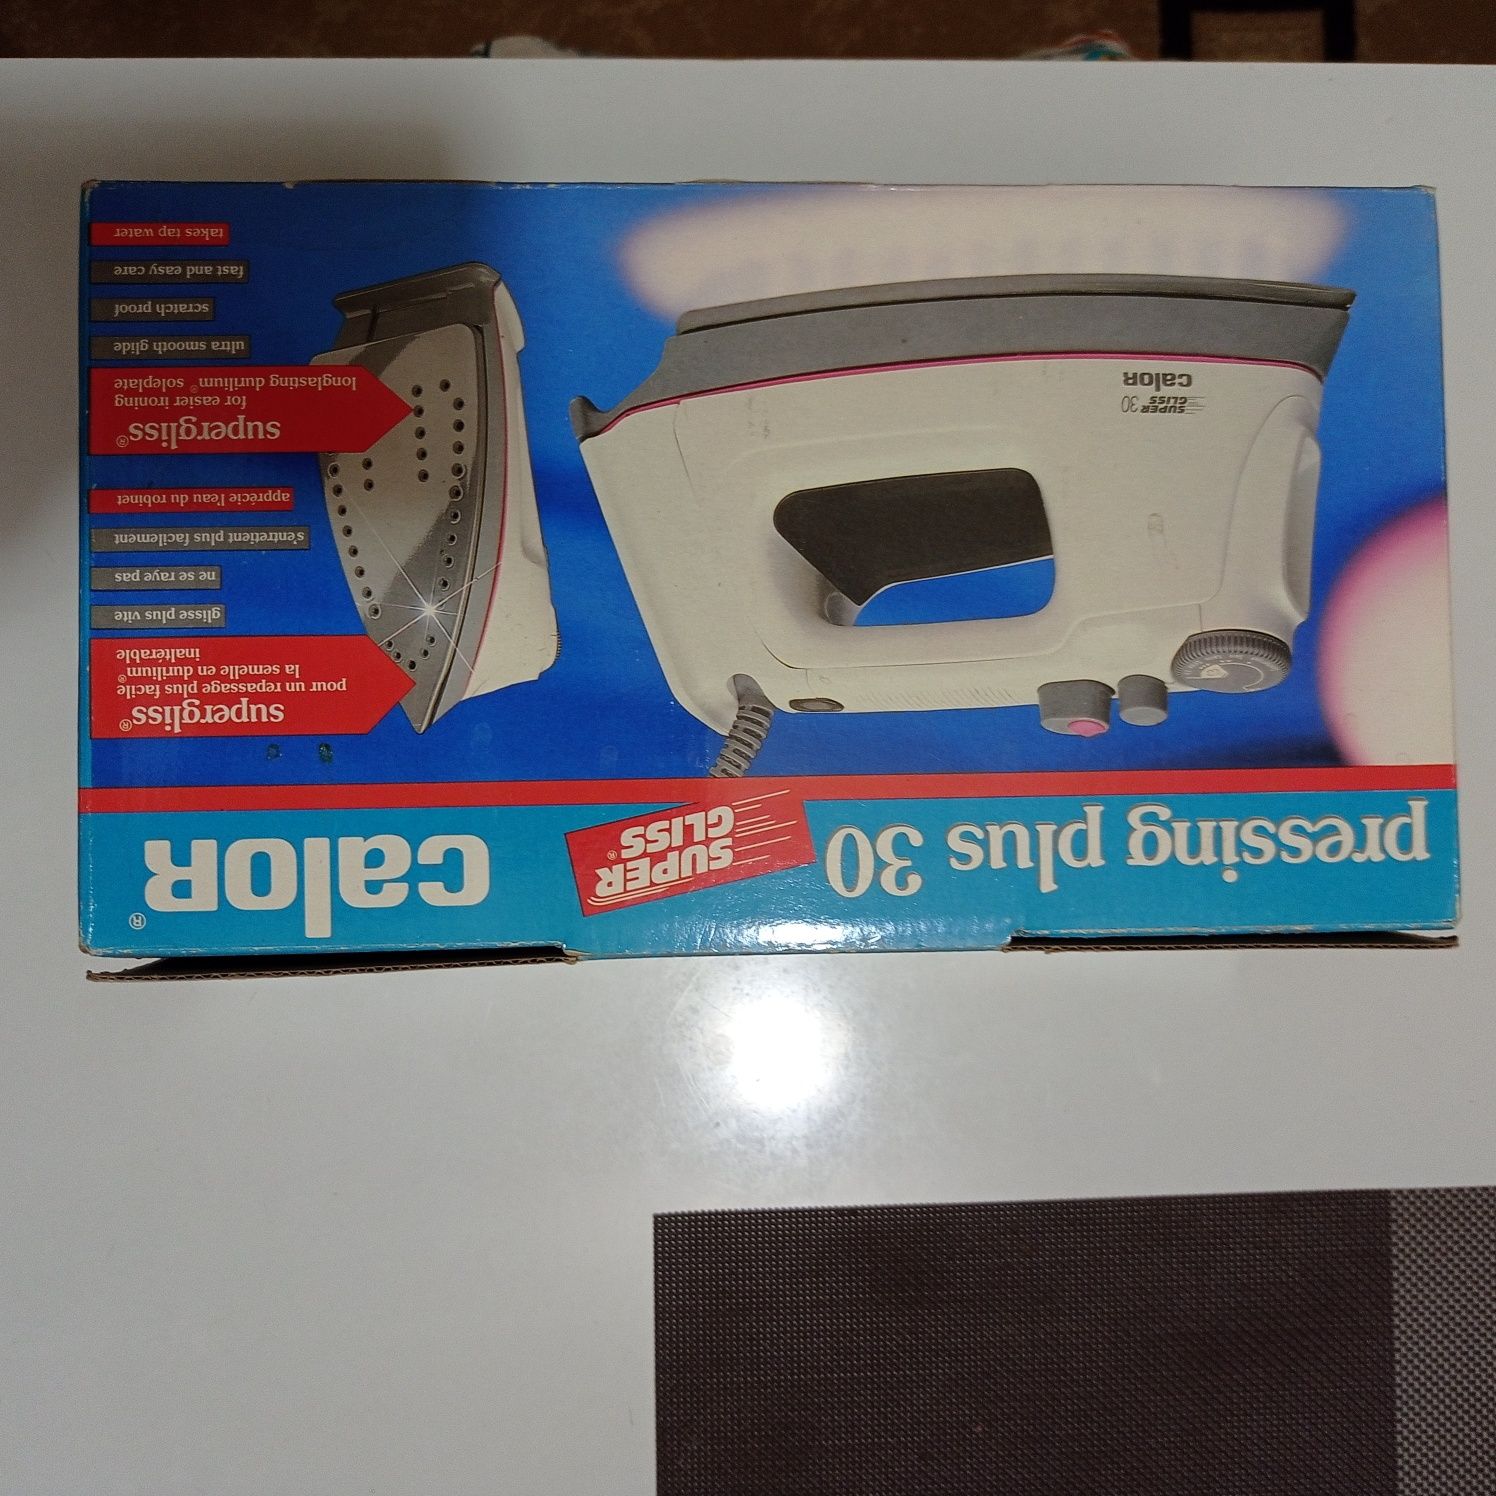 pressing plus 30
SUPER
GLISS®
calor®
supergliss®
pour un repassage plus facile
la semelle en durilium®
inaltérable
glisse plus vite
ne se raye pas
s'entretient plus facilement
apprécie l'eau du robinet
supergliss®
for easier ironing
longlasting durilium® soleplate
ultra smooth glide
scratch proof
fast and easy care
takes tap water
SUPER
GLISS 30
calor